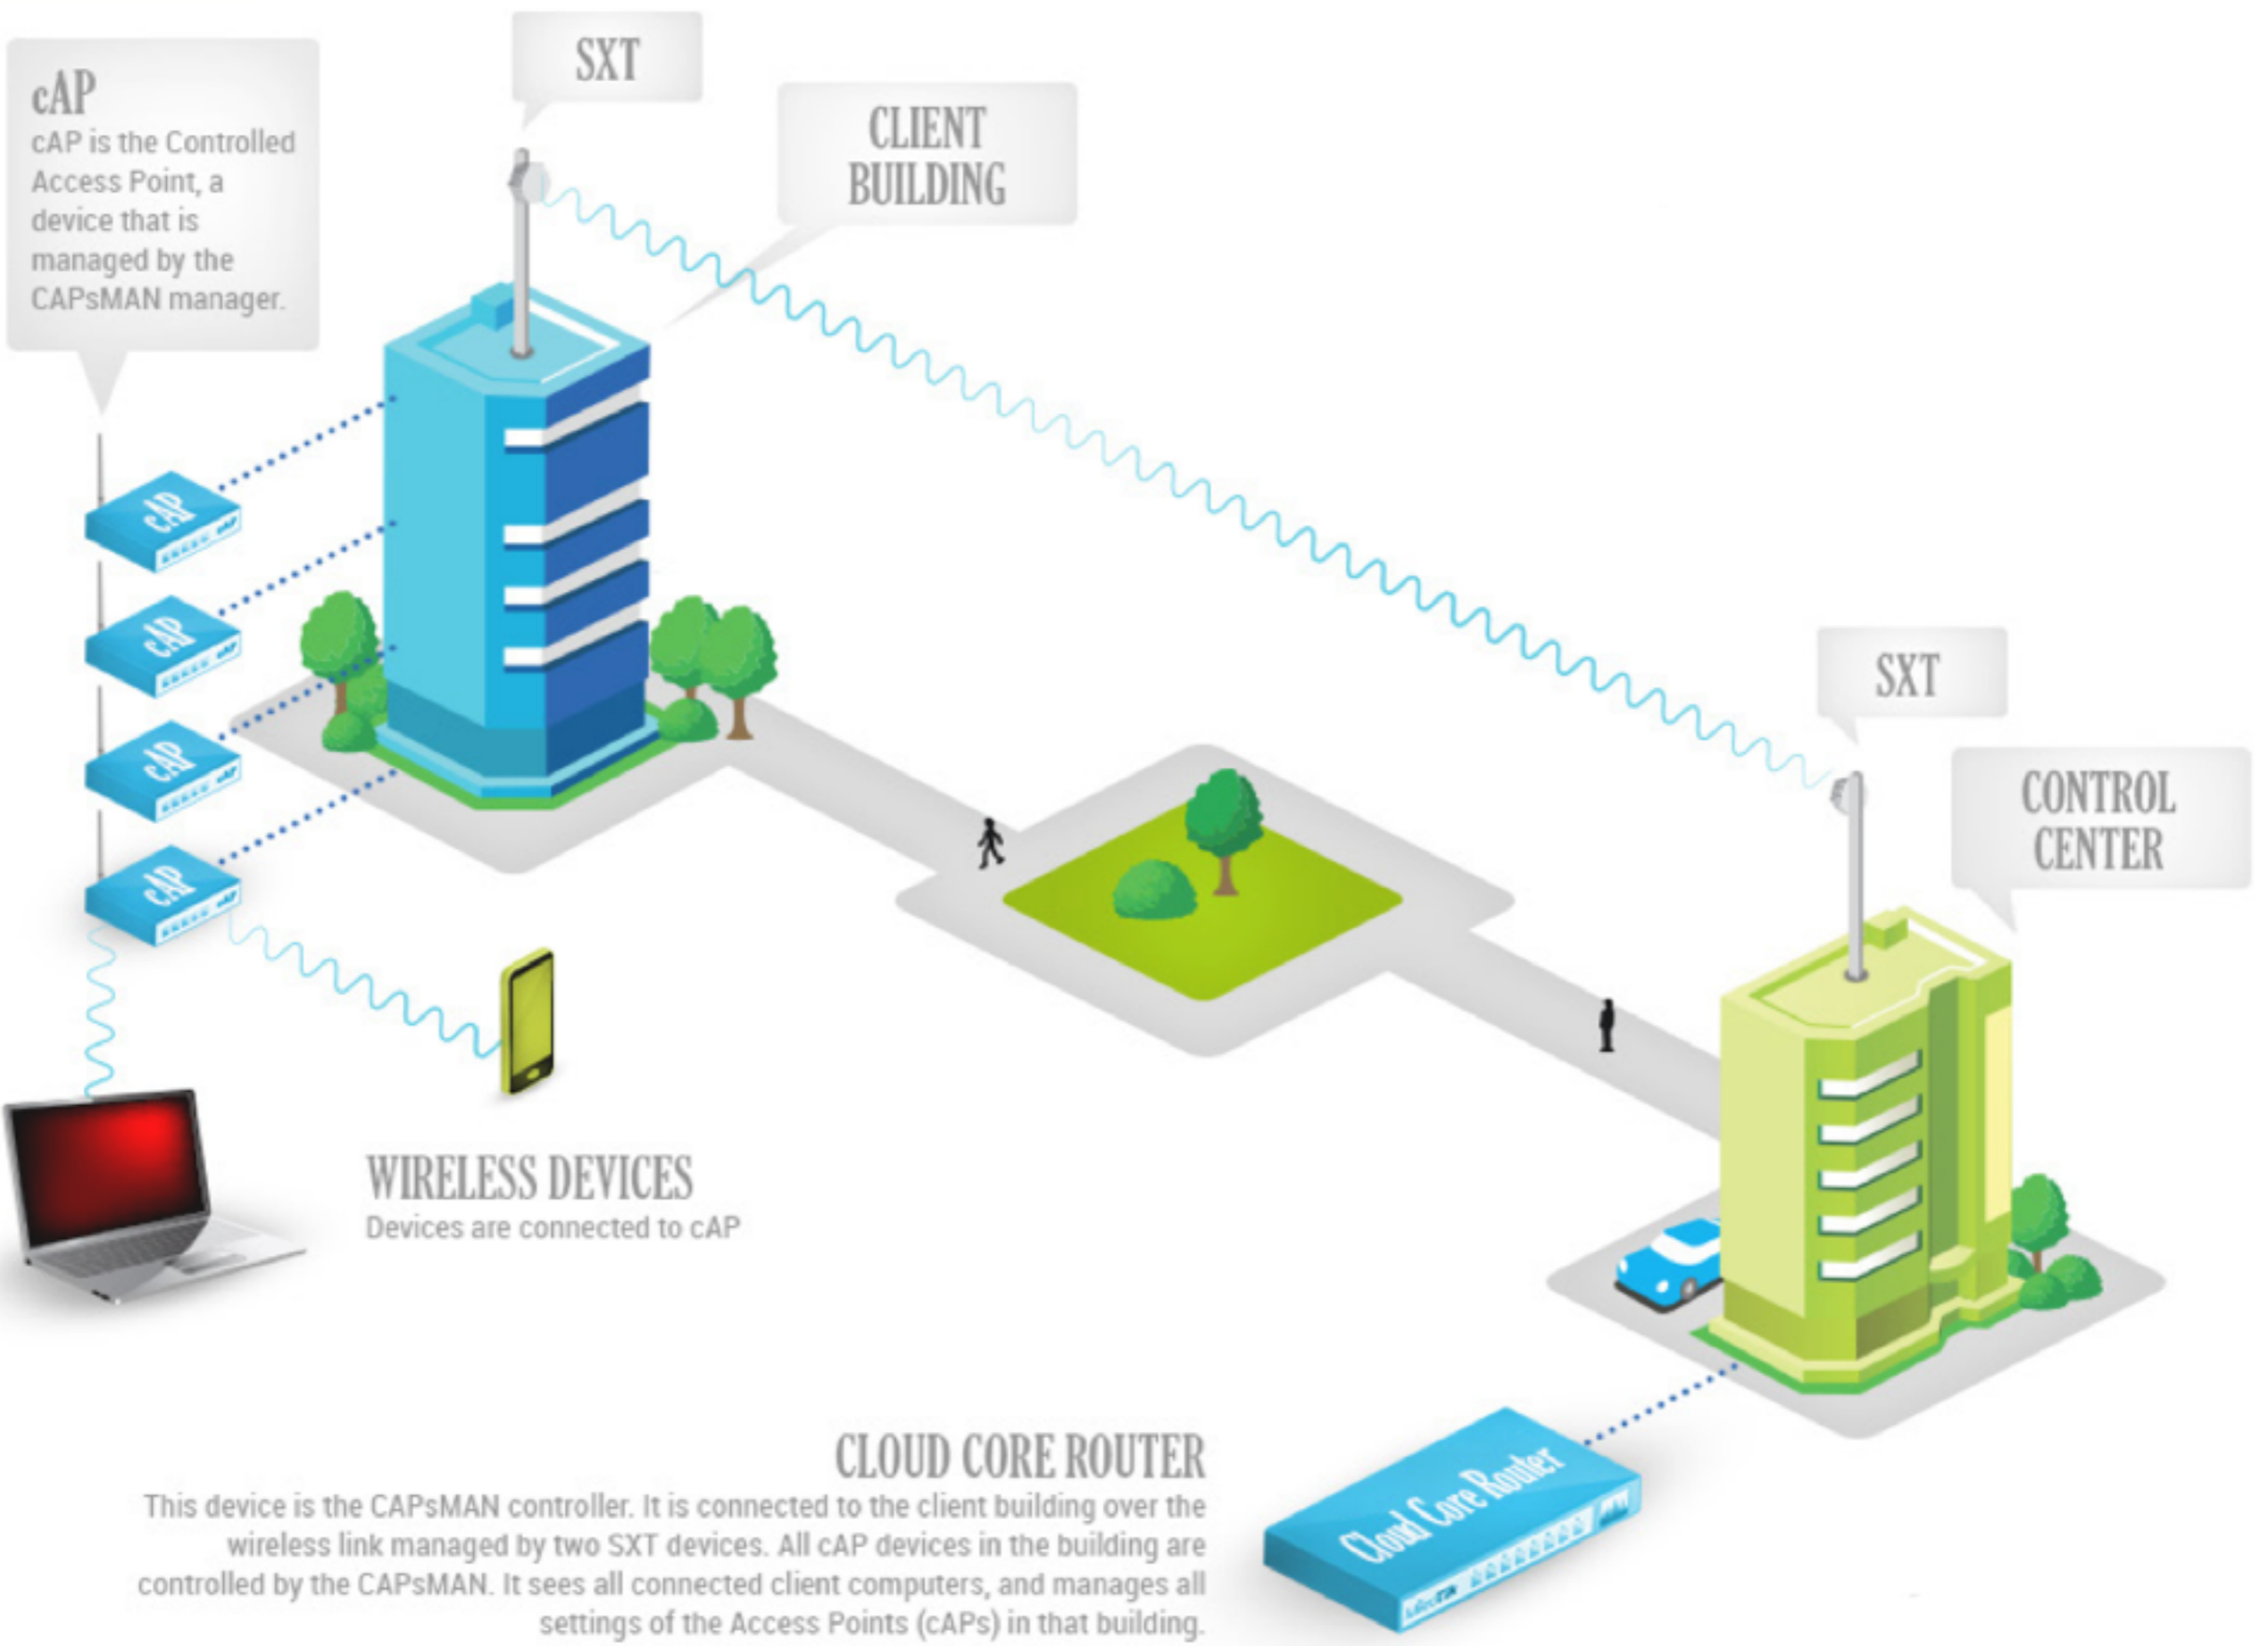 cAP
cAP is the Controlled
Access Point, a
device that is
managed by the
CAPsMAN manager.
SXT
CLIENT
BUILDING
cAP
cAP
cAP
cAP
SXT
CONTROL
CENTER
WIRELESS DEVICES
Devices are connected to cAP
CLOUD CORE ROUTER
This device is the CAPsMAN controller. It is connected to the client building over the
wireless link managed by two SXT devices. All cAP devices in the building are
controlled by the CAPsMAN. It sees all connected client computers, and manages all
settings of the Access Points (cAPs) in that building.
Cloud Core Router